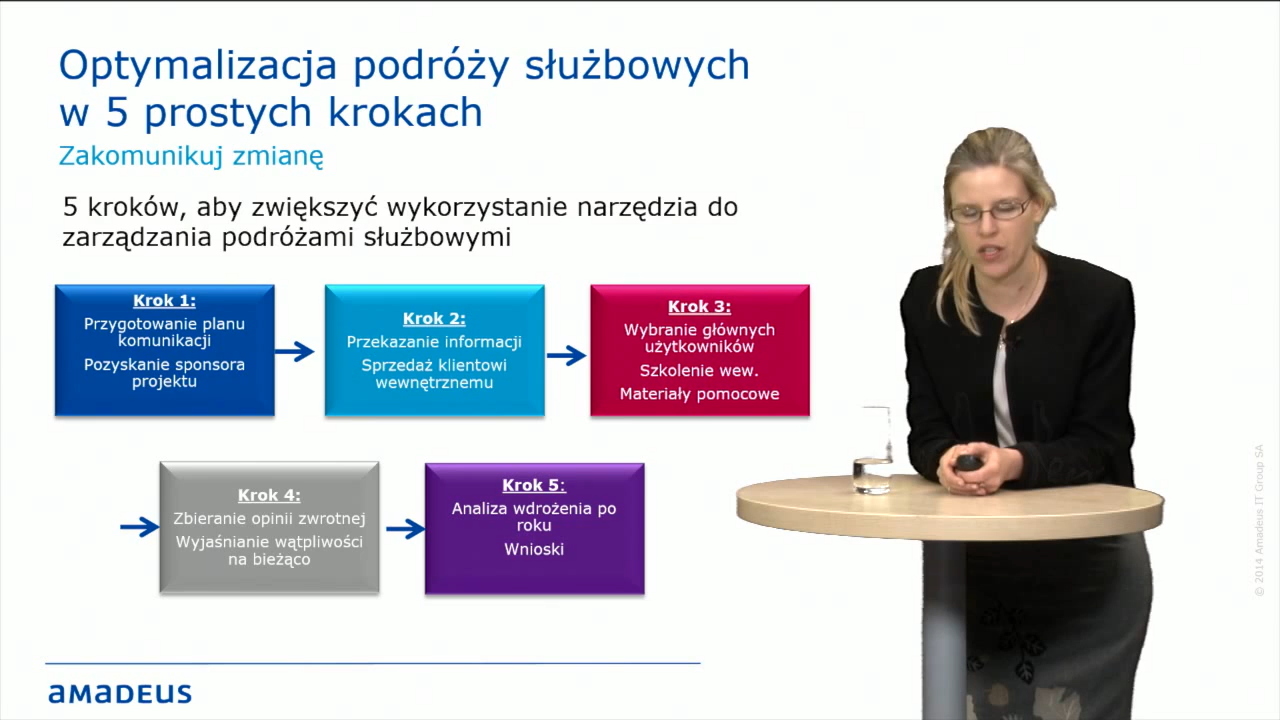 Optymalizacja podróży służbowych
w 5 prostych krokach
Zakomunikuj zmianę
5 kroków, aby zwiększyć wykorzystanie narzędzia do
zarządzania podróżami służbowymi
Krok 1:
Przygotowanie planu
komunikacji
Pozyskanie sponsora
projektu
Krok 2:
Przekazanie informacji
Sprzedaż klientowi
wewnętrznemu
Krok 3:
Wybranie głównych
użytkowników
Szkolenie wew.
Materiały pomocowe
Krok 4:
Zbieranie opinii zwrotnej
Wyjaśnianie wątpliwości
na bieżąco
Krok 5:
Analiza wdrożenia po
roku
Wnioski
© 2014 Amadeus IT Group SA
amadeus